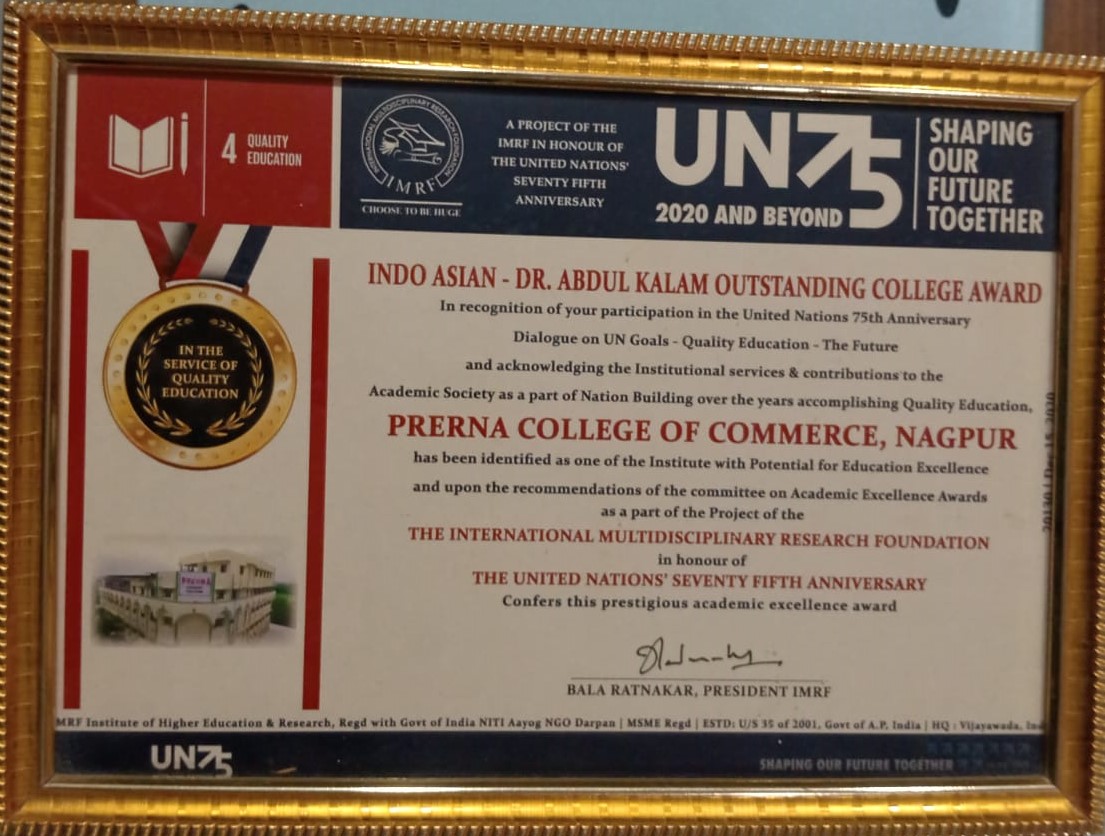 4 QUALITY
EDUCATION
INTERNATIONAL MULTIDISCIPLINARY RESEARCH FOUNDATION
IMRF
CHOOSE TO BE HUGE
A PROJECT OF THE
IMRF IN HONOUR OF
THE UNITED NATIONS'
SEVENTY FIFTH
ANNIVERSARY
UN75
2020 AND BEYOND
SHAPING
OUR
FUTURE
TOGETHER
IN THE
SERVICE OF
QUALITY
EDUCATION
INDO ASIAN - DR. ABDUL KALAM OUTSTANDING COLLEGE AWARD
In recognition of your participation in the United Nations 75th Anniversary
Dialogue on UN Goals - Quality Education - The Future
and acknowledging the Institutional services & contributions to the
Academic Society as a part of Nation Building over the years accomplishing Quality Education,
PRERNA COLLEGE OF COMMERCE, NAGPUR
has been identified as one of the Institute with Potential for Education Excellence
and upon the recommendations of the committee on Academic Excellence Awards
as a part of the Project of the
THE INTERNATIONAL MULTIDISCIPLINARY RESEARCH FOUNDATION
in honour of
THE UNITED NATIONS' SEVENTY FIFTH ANNIVERSARY
Confers this prestigious academic excellence award
PRERNA
BALA RATNAKAR, PRESIDENT IMRF
MRF Institute of Higher Education & Research, Regd with Govt of India NITI Aayog NGO Darpan | MSME Regd | ESTD: U/S 35 of 2001, Govt of A.P. India | HQ : Vijayawada, Ind
UN75
SHAPING OUR FUTURE TOGETHER